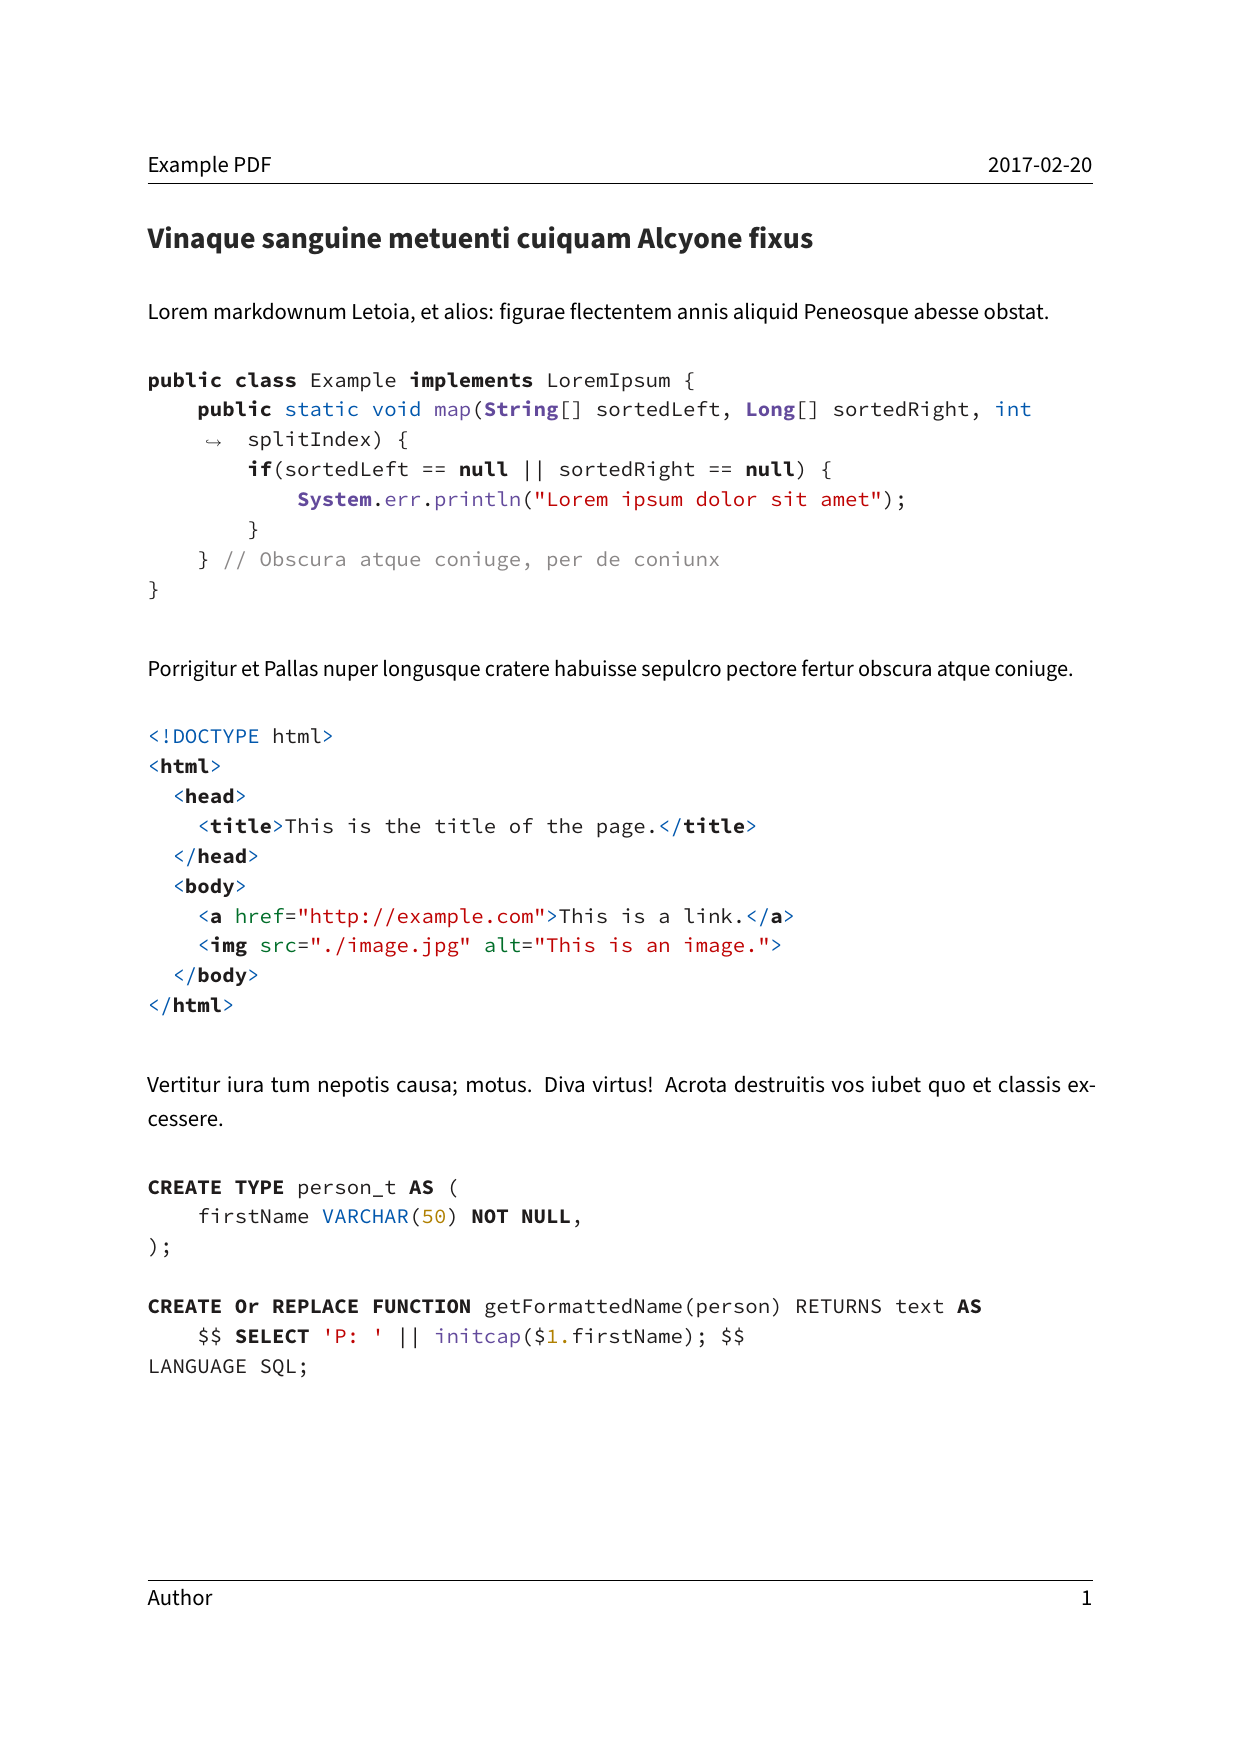 Example PDF 2017-02-20
Vinaque sanguine metuenti cuiquam Alcyone fixus
Lorem markdownum Letoia, et alios: figurae flectentem annis aliquid Peneosque abesse obstat.
public class Example implements LoremIpsum {
    public static void map(String[] sortedLeft, Long[] sortedRight, int
    ↪ splitIndex) {
        if(sortedLeft == null || sortedRight == null) {
            System.err.println("Lorem ipsum dolor sit amet");
        }
    } // Obscura atque coniuge, per de coniunx
}
Porrigitur et Pallas nuper longusque cratere habuisse sepulcro pectore fertur obscura atque coniuge.
<!DOCTYPE html>
<html>
  <head>
    <title>This is the title of the page.</title>
  </head>
  <body>
    <a href="http://example.com">This is a link.</a>
    <img src="./image.jpg" alt="This is an image.">
  </body>
</html>
Vertitur iura tum nepotis causa; motus. Diva virtus! Acrota destruitis vos iubet quo et classis ex-
cessere.
CREATE TYPE person_t AS (
    firstName VARCHAR(50) NOT NULL,
);
CREATE Or REPLACE FUNCTION getFormattedName(person) RETURNS text AS
    $$ SELECT 'P: ' || initcap($1.firstName); $$
LANGUAGE SQL;
Author 1